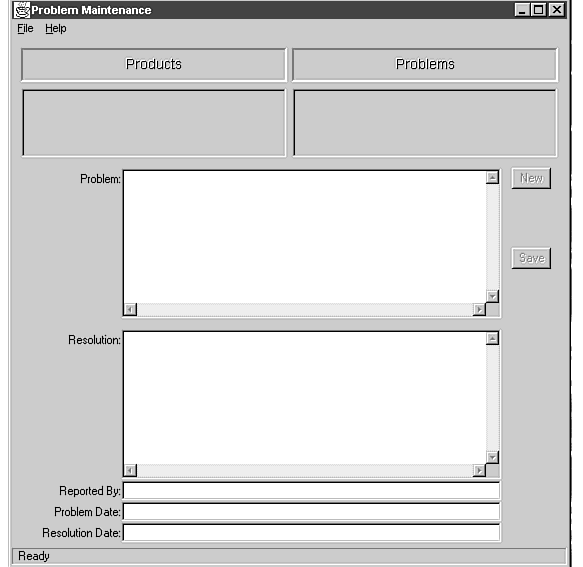 Problem Maintenance
File Help
Products Problems
Problem:
New
Save
Resolution:
Reported By:
Problem Date:
Resolution Date:
Ready